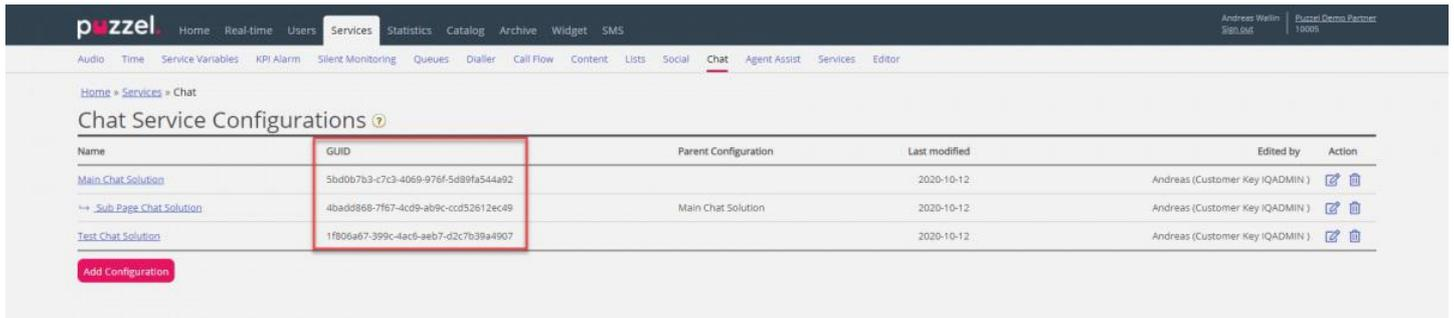 puzzel. Home Real-time Users Services Statistics Catalog Archive Widget SMS
Andreas Wallin Puzzel Demo Partner
Sign out 10005
Audio Time Service Variables KPI Alarm Silent Monitoring Queues Dialler Call Flow Content Lists Social Chat Agent Assist Services Editor
Home » Services » Chat
Chat Service Configurations ?
Name GUID Parent Configuration Last modified Edited by Action
Main Chat Solution 5bd0b7b3-c7c3-4069-976f-5d89fa544a92 2020-10-12 Andreas (Customer Key IQADMIN )
↪ Sub Page Chat Solution 4badd868-7f67-4cd9-ab9c-ccd52612ec49 Main Chat Solution 2020-10-12 Andreas (Customer Key IQADMIN )
Test Chat Solution 1f806a67-399c-4ac6-aeb7-d2c7b39a4907 2020-10-12 Andreas (Customer Key IQADMIN )
Add Configuration